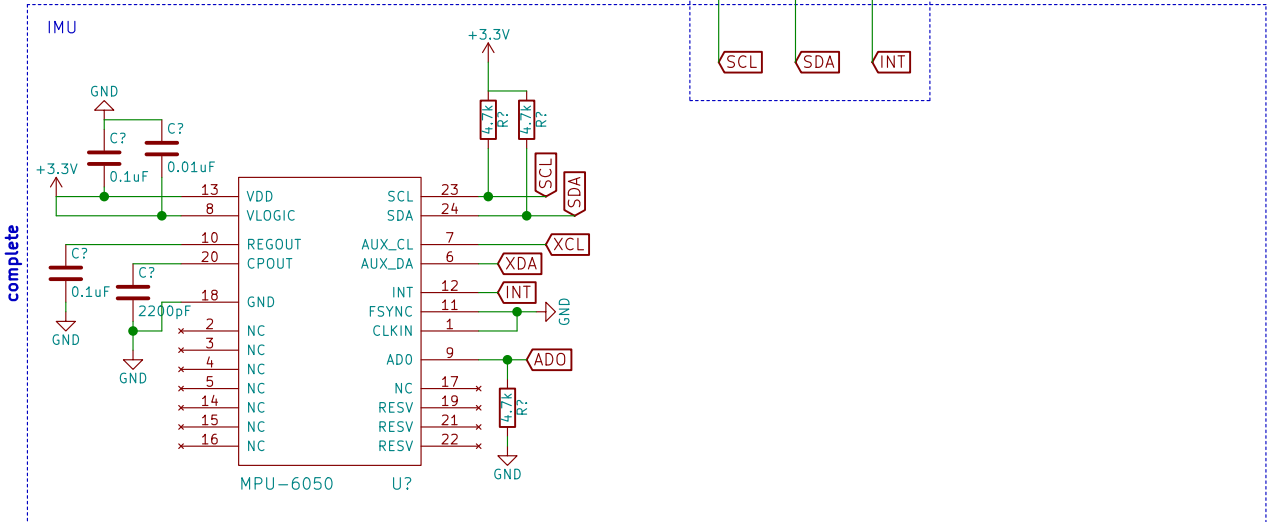 IMU
complete
+3.3V
GND
C?
0.1uF
C?
0.01uF
+3.3V
4.7k
R?
4.7k
R?
SCL
SDA
SCL
SDA
INT
13 VDD
8 VLOGIC
10 REGOUT
20 CPOUT
18 GND
2 NC
3 NC
4 NC
5 NC
14 NC
15 NC
16 NC
C?
0.1uF
GND
C?
2200pF
GND
SCL 23
SDA 24
AUX_CL 7 XCL
AUX_DA 6 XDA
INT 12 INT
FSYNC 11 GND
CLKIN 1
AD0 9 AD0
NC 17
RESV 19
RESV 21
RESV 22
4.7k
R?
GND
MPU-6050 U?